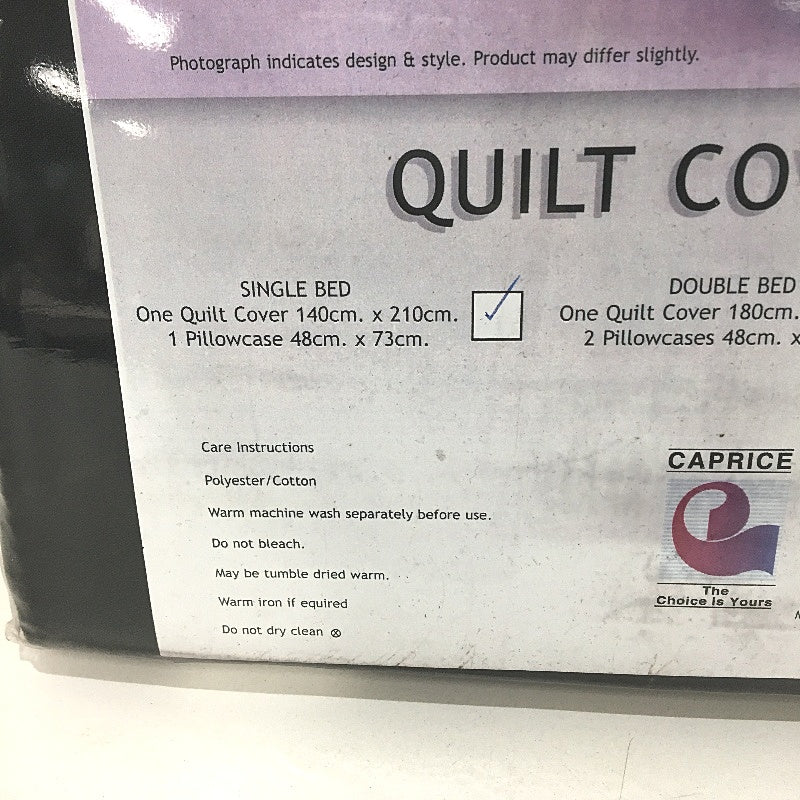 Photograph indicates design & style. Product may differ slightly.
QUILT CO
SINGLE BED
One Quilt Cover 140cm. x 210cm.
1 Pillowcase 48cm. x 73cm.
DOUBLE BED
One Quilt Cover 180cm.
2 Pillowcases 48cm. x
Care Instructions
Polyester/Cotton
Warm machine wash separately before use.
Do not bleach.
May be tumble dried warm.
Warm iron if equired
Do not dry clean ⊗
CAPRICE
The
Choice Is Yours